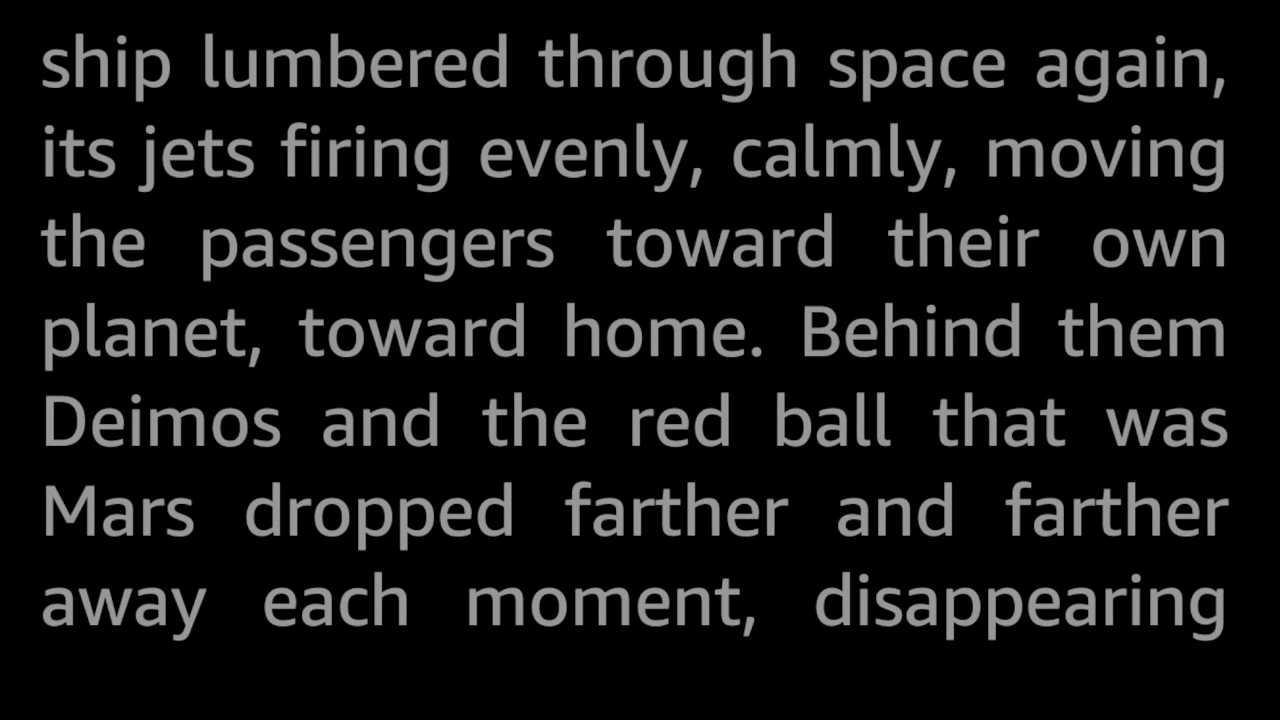 ship lumbered through space again,
its jets firing evenly, calmly, moving
the passengers toward their own
planet, toward home. Behind them
Deimos and the red ball that was
Mars dropped farther and farther
away each moment, disappearing